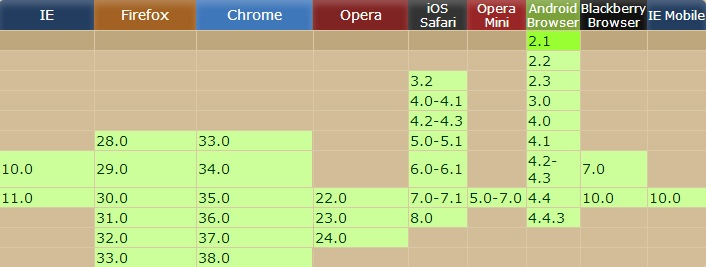 IE Firefox Chrome Opera iOS Safari Opera Mini Android Browser Blackberry Browser IE Mobile
2.1
2.2
3.2 2.3
4.0-4.1 3.0
4.2-4.3 4.0
28.0 33.0 5.0-5.1 4.1
10.0 29.0 34.0 6.0-6.1 4.2-4.3 7.0
11.0 30.0 35.0 22.0 7.0-7.1 5.0-7.0 4.4 10.0 10.0
31.0 36.0 23.0 8.0 4.4.3
32.0 37.0 24.0
33.0 38.0